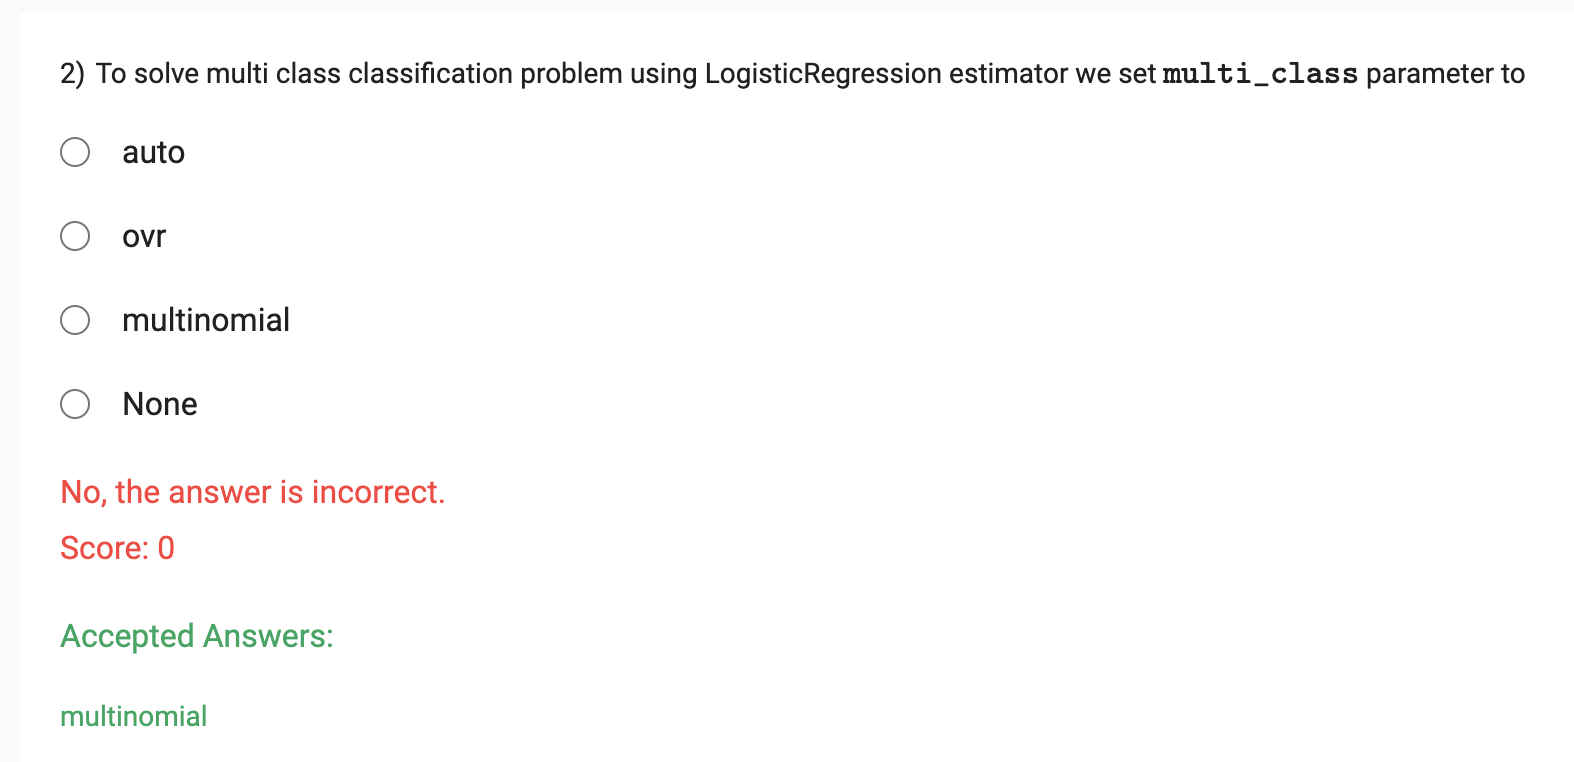 2) To solve multi class classification problem using LogisticRegression estimator we set multi_class parameter to
auto
ovr
multinomial
None
No, the answer is incorrect.
Score: 0
Accepted Answers:
multinomial